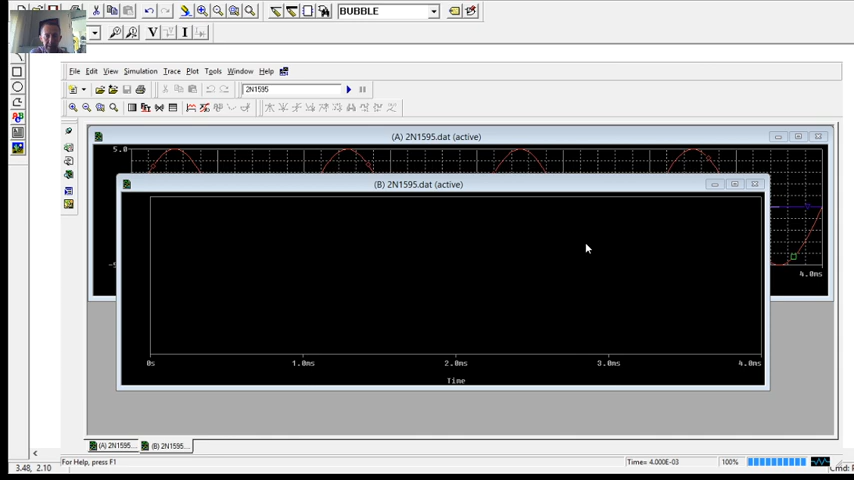 BUBBLE
V I
File Edit View Simulation Trace Plot Tools Window Help
2N1595
(A) 2N1595.dat (active)
5.0
(B) 2N1595.dat (active)
4.0ms
0s 1.0ms 2.0ms 3.0ms 4.0ms
Time
(A) 2N1595... (B) 2N1595...
For Help, press F1 Time= 4.000E-03 100%
3.48, 2.10